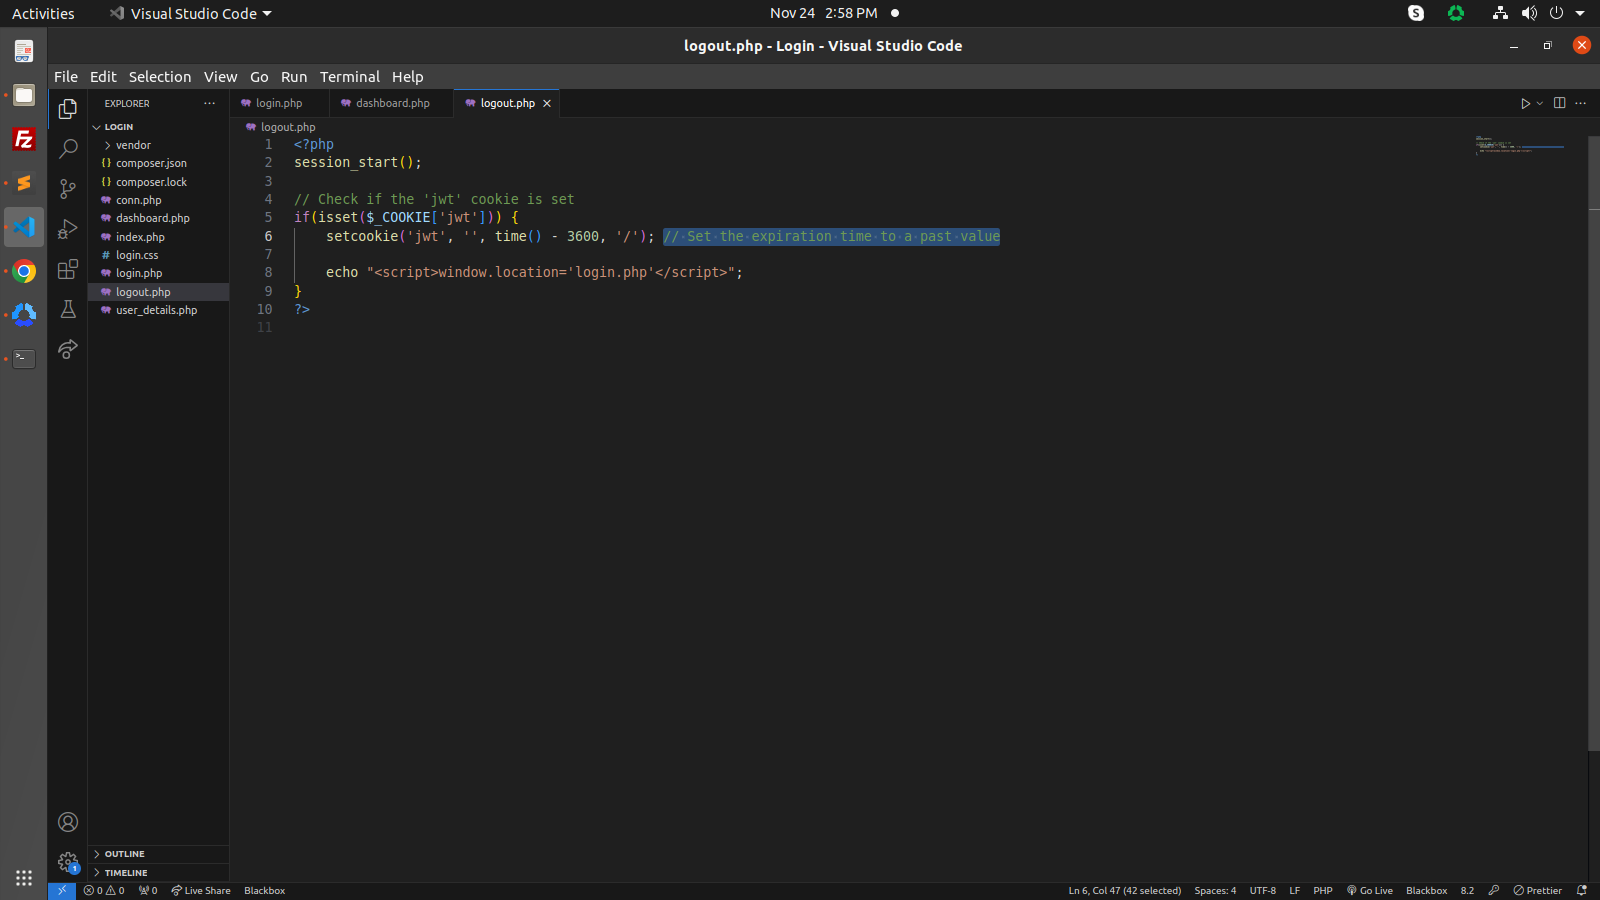 Activities Visual Studio Code Nov 24 2:58 PM
logout.php - Login - Visual Studio Code
File Edit Selection View Go Run Terminal Help
EXPLORER
LOGIN
vendor
composer.json
composer.lock
conn.php
dashboard.php
index.php
login.css
login.php
logout.php
user_details.php
OUTLINE
TIMELINE
login.php dashboard.php logout.php
logout.php
1 <?php
2 session_start();
3
4 // Check if the 'jwt' cookie is set
5 if(isset($_COOKIE['jwt'])) {
6 setcookie('jwt', '', time() - 3600, '/'); // Set the expiration time to a past value
7
8 echo "<script>window.location='login.php'</script>";
9 }
10 ?>
11
1
0 0 0 Live Share Blackbox Ln 6, Col 47 (42 selected) Spaces: 4 UTF-8 LF PHP Go Live Blackbox 8.2 Prettier